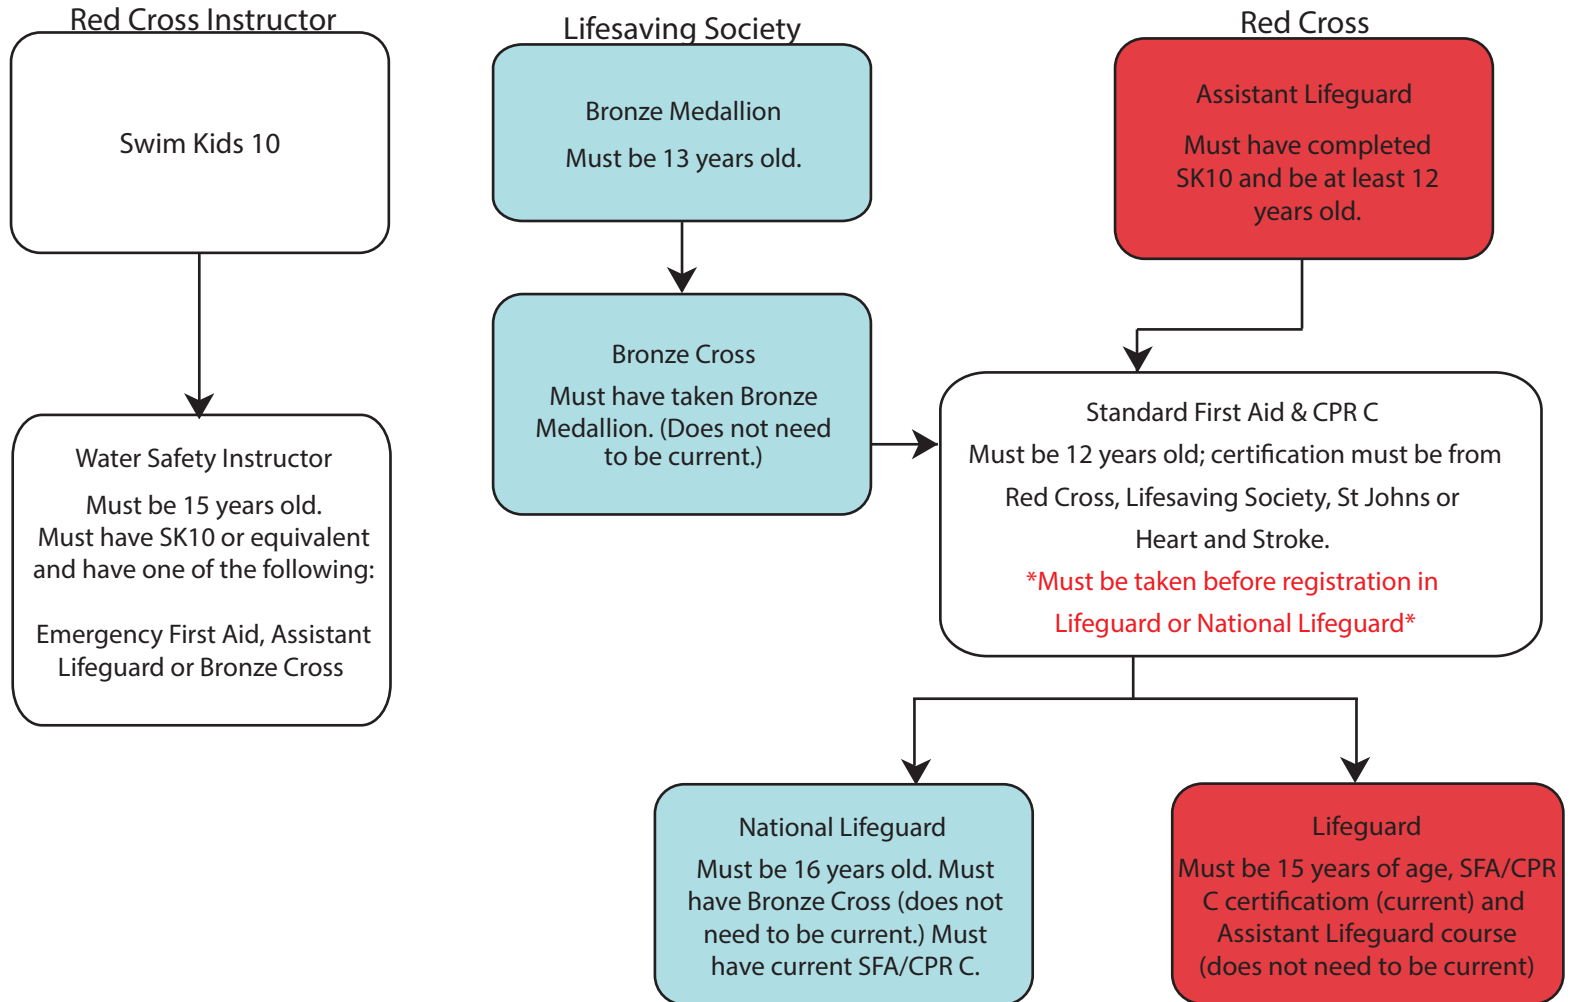 Red Cross Instructor
Swim Kids 10
Water Safety Instructor
Must be 15 years old.
Must have SK10 or equivalent
and have one of the following:
Emergency First Aid, Assistant
Lifeguard or Bronze Cross
Lifesaving Society
Bronze Medallion
Must be 13 years old.
Bronze Cross
Must have taken Bronze
Medallion. (Does not need
to be current.)
Red Cross
Assistant Lifeguard
Must have completed
SK10 and be at least 12
years old.
Standard First Aid & CPR C
Must be 12 years old; certification must be from
Red Cross, Lifesaving Society, St Johns or
Heart and Stroke.
*Must be taken before registration in
Lifeguard or National Lifeguard*
National Lifeguard
Must be 16 years old. Must
have Bronze Cross (does not
need to be current.) Must
have current SFA/CPR C.
Lifeguard
Must be 15 years of age, SFA/CPR
C certificatiom (current) and
Assistant Lifeguard course
(does not need to be current)